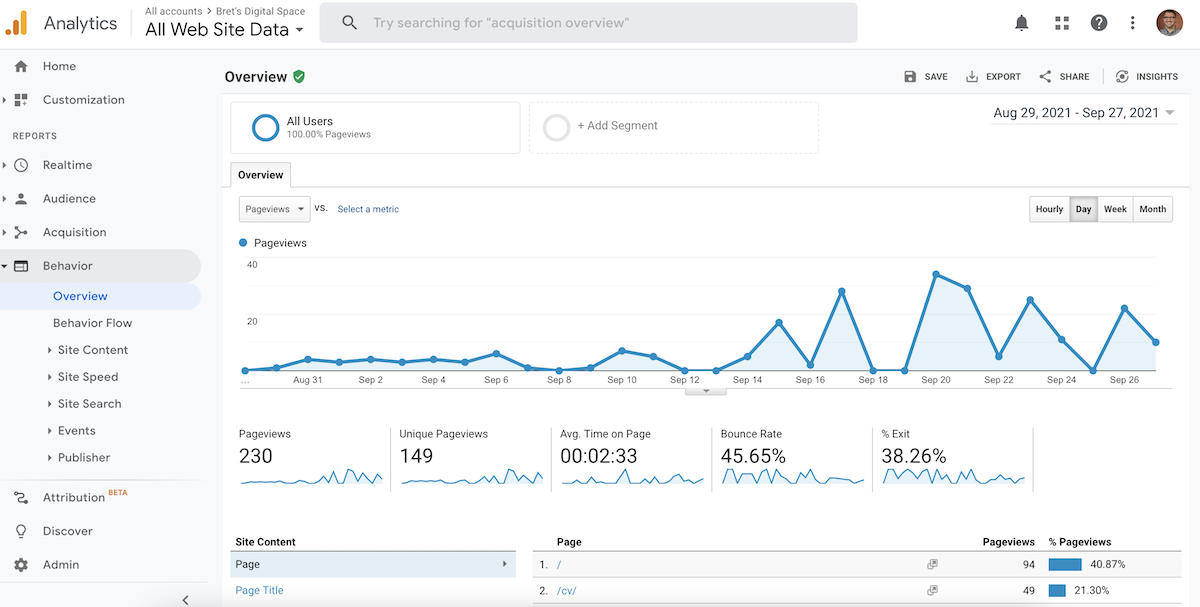 Analytics
All accounts > Bret's Digital Space
All Web Site Data
Try searching for "acquisition overview"
Home
Customization
REPORTS
Realtime
Audience
Acquisition
Behavior
Overview
Behavior Flow
Site Content
Site Speed
Site Search
Events
Publisher
Attribution BETA
Discover
Admin
Overview
SAVE
EXPORT
SHARE
INSIGHTS
All Users
100.00% Pageviews
+ Add Segment
Aug 29, 2021 - Sep 27, 2021
Overview
Pageviews
VS.
Select a metric
Hourly
Day
Week
Month
Pageviews
40
20
... Aug 31 Sep 2 Sep 4 Sep 6 Sep 8 Sep 10 Sep 12 Sep 14 Sep 16 Sep 18 Sep 20 Sep 22 Sep 24 Sep 26
Pageviews
230
Unique Pageviews
149
Avg. Time on Page
00:02:33
Bounce Rate
45.65%
% Exit
38.26%
Site Content
Page
Page Title
Page Pageviews % Pageviews
1. / 94 40.87%
2. /cv/ 49 21.30%